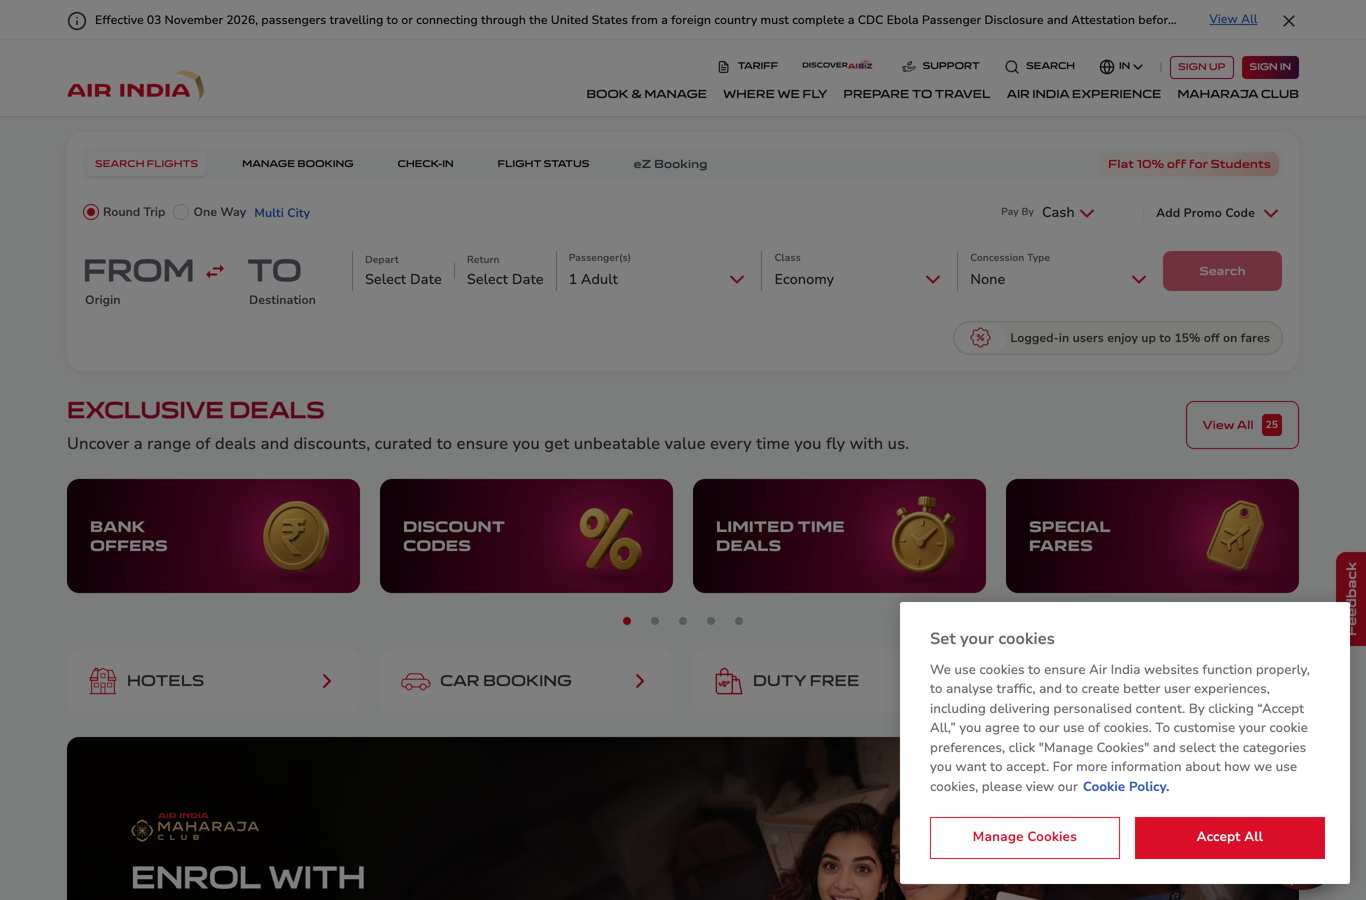 Effective 03 November 2026, passengers travelling to or connecting through the United States from a foreign country must complete a CDC Ebola Passenger Disclosure and Attestation befor...
View All
TARIFF
DISCOVER AIBIZ
SUPPORT
SEARCH
IN
SIGN UP
SIGN IN
AIR INDIA
BOOK & MANAGE
WHERE WE FLY
PREPARE TO TRAVEL
AIR INDIA EXPERIENCE
MAHARAJA CLUB
SEARCH FLIGHTS
MANAGE BOOKING
CHECK-IN
FLIGHT STATUS
eZ Booking
Flat 10% off for Students
Round Trip
One Way
Multi City
Pay By
Cash
Add Promo Code
FROM
Origin
TO
Destination
Depart
Select Date
Return
Select Date
Passenger(s)
1 Adult
Class
Economy
Concession Type
None
Search
Logged-in users enjoy up to 15% off on fares
EXCLUSIVE DEALS
Uncover a range of deals and discounts, curated to ensure you get unbeatable value every time you fly with us.
View All 25
BANK
OFFERS
DISCOUNT
CODES
LIMITED TIME
DEALS
SPECIAL
FARES
Feedback
HOTELS
CAR BOOKING
DUTY FREE
AIR INDIA
MAHARAJA
CLUB
ENROL WITH
Set your cookies
We use cookies to ensure Air India websites function properly,
to analyse traffic, and to create better user experiences,
including delivering personalised content. By clicking “Accept
All,” you agree to our use of cookies. To customise your cookie
preferences, click "Manage Cookies" and select the categories
you want to accept. For more information about how we use
cookies, please view our Cookie Policy.
Manage Cookies
Accept All